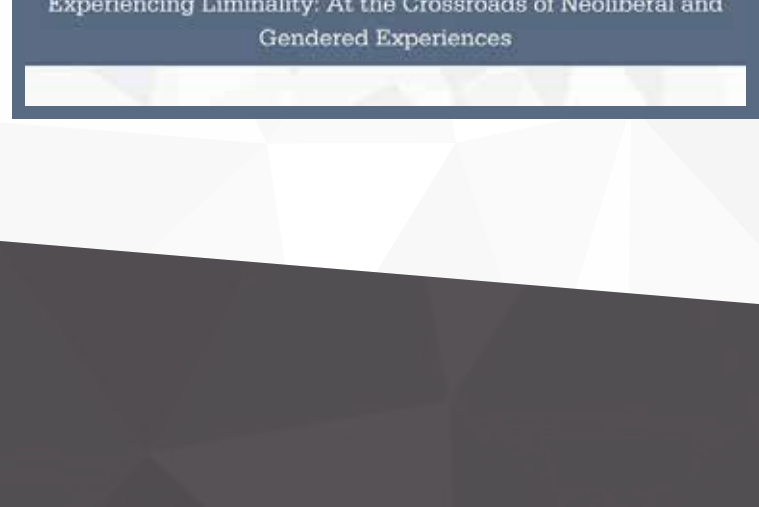 Experiencing Liminality: At the Crossroads of Neoliberal and
Gendered Experiences